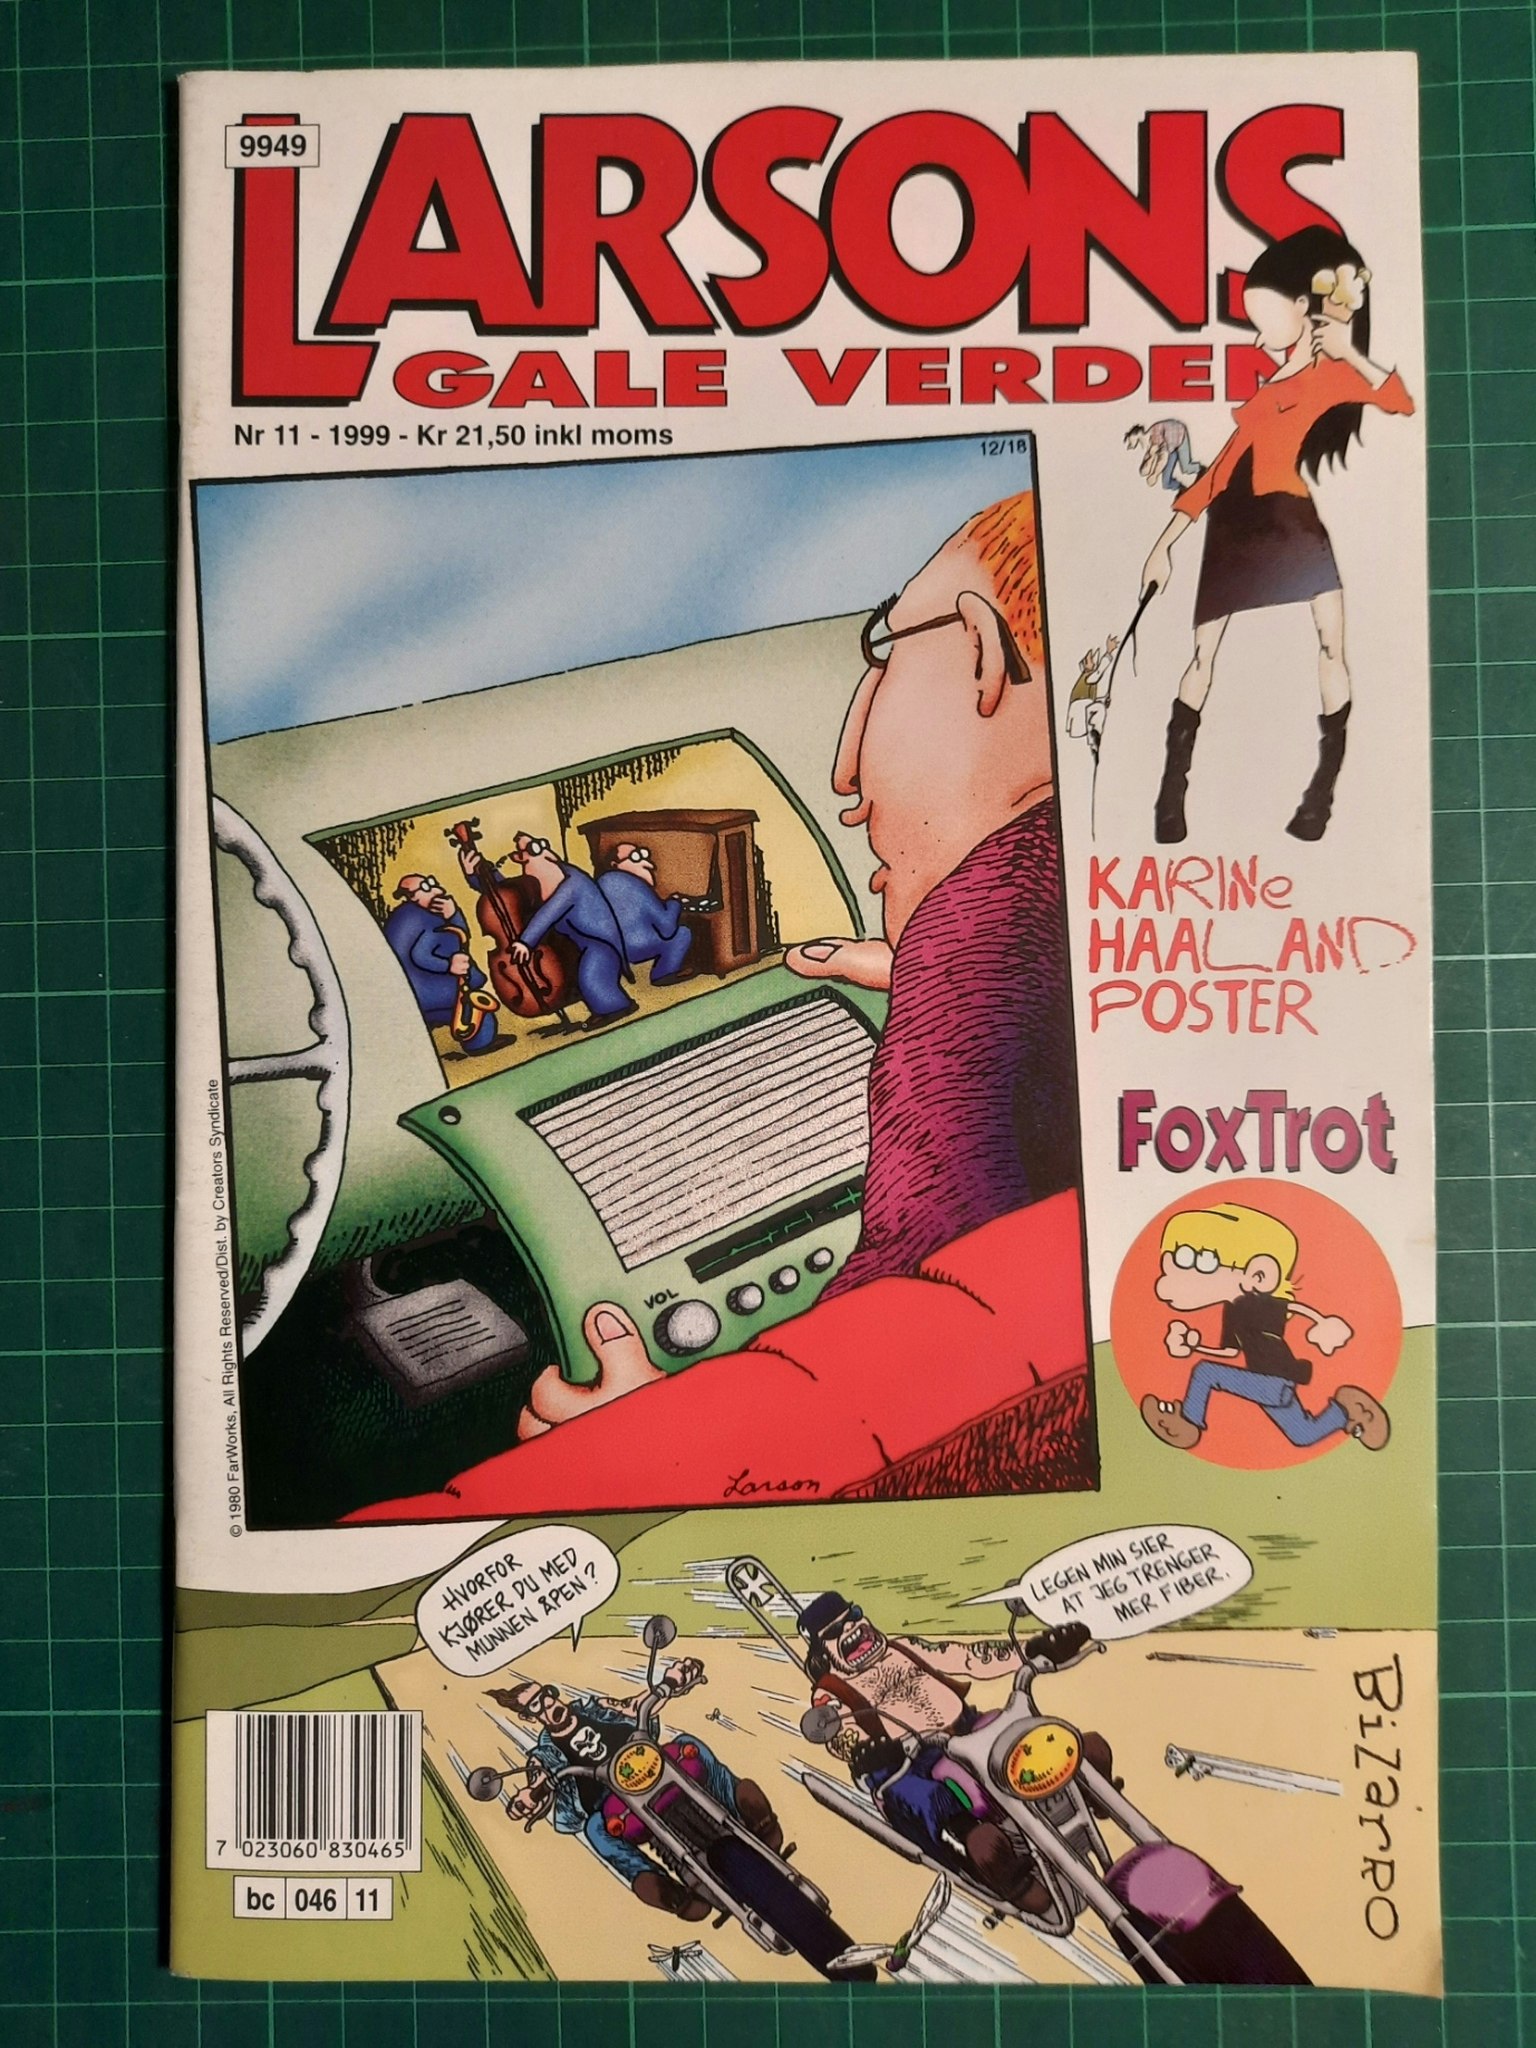 9949
LARSONS
GALE VERDEN
Nr 11 - 1999 - Kr 21,50 inkl moms
12/18
KARINe
HAALAND
POSTER
FoxTrot
VOL
Larson
© 1980 FarWorks, All Rights Reserved/Dist. by Creators Syndicate
HVORFOR
KJØRER DU MED
MUNNEN ÅPEN?
LEGEN MIN SIER
AT JEG TRENGER
MER FIBER.
BiZarrO
7 023060 830465
bc 046 11